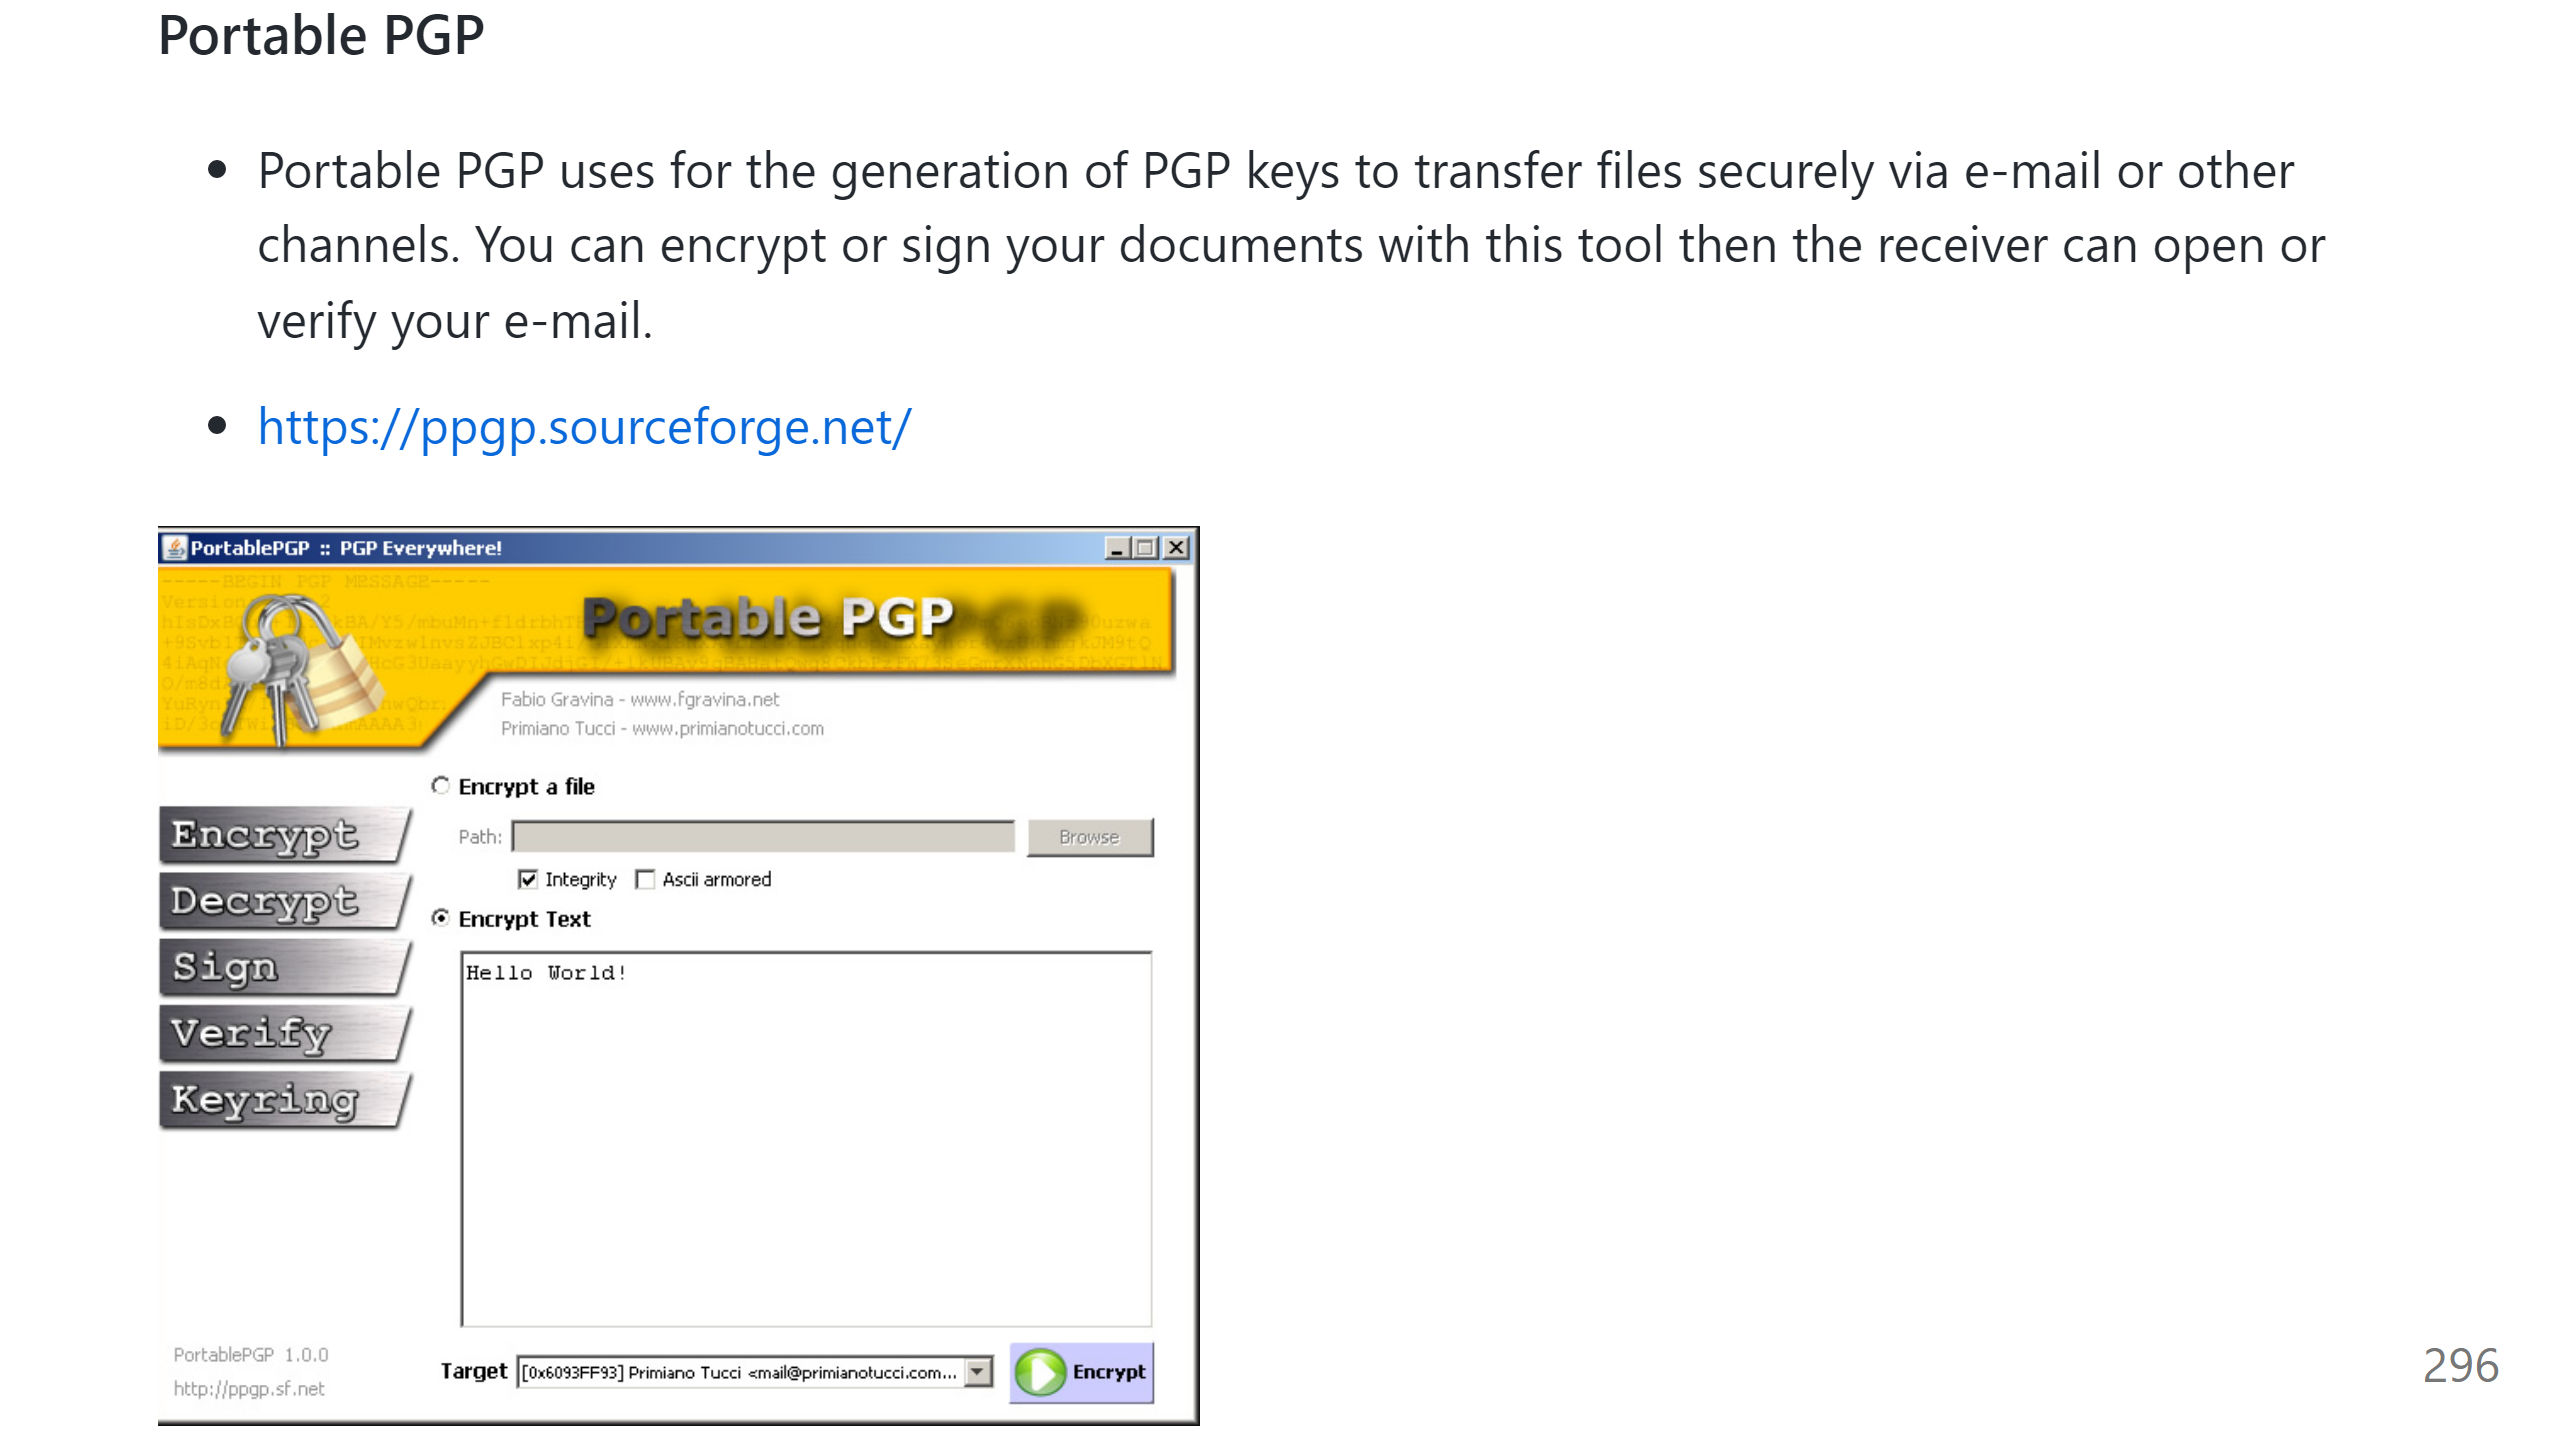 Portable PGP
• Portable PGP uses for the generation of PGP keys to transfer files securely via e-mail or other
channels. You can encrypt or sign your documents with this tool then the receiver can open or
verify your e-mail.
• https://ppgp.sourceforge.net/
PortablePGP :: PGP Everywhere!
-----BEGIN PGP MESSAGE-----
Version
Portable PGP
Fabio Gravina - www.fgravina.net
Primiano Tucci - www.primianotucci.com
Encrypt a file
Encrypt
Path:
Browse
Integrity
Ascii armored
Decrypt
Encrypt Text
Sign
Hello World!
Verify
Keyring
PortablePGP 1.0.0
http://ppgp.sf.net
Target
[0x6093FF93] Primiano Tucci <mail@primianotucci.com...
Encrypt
296